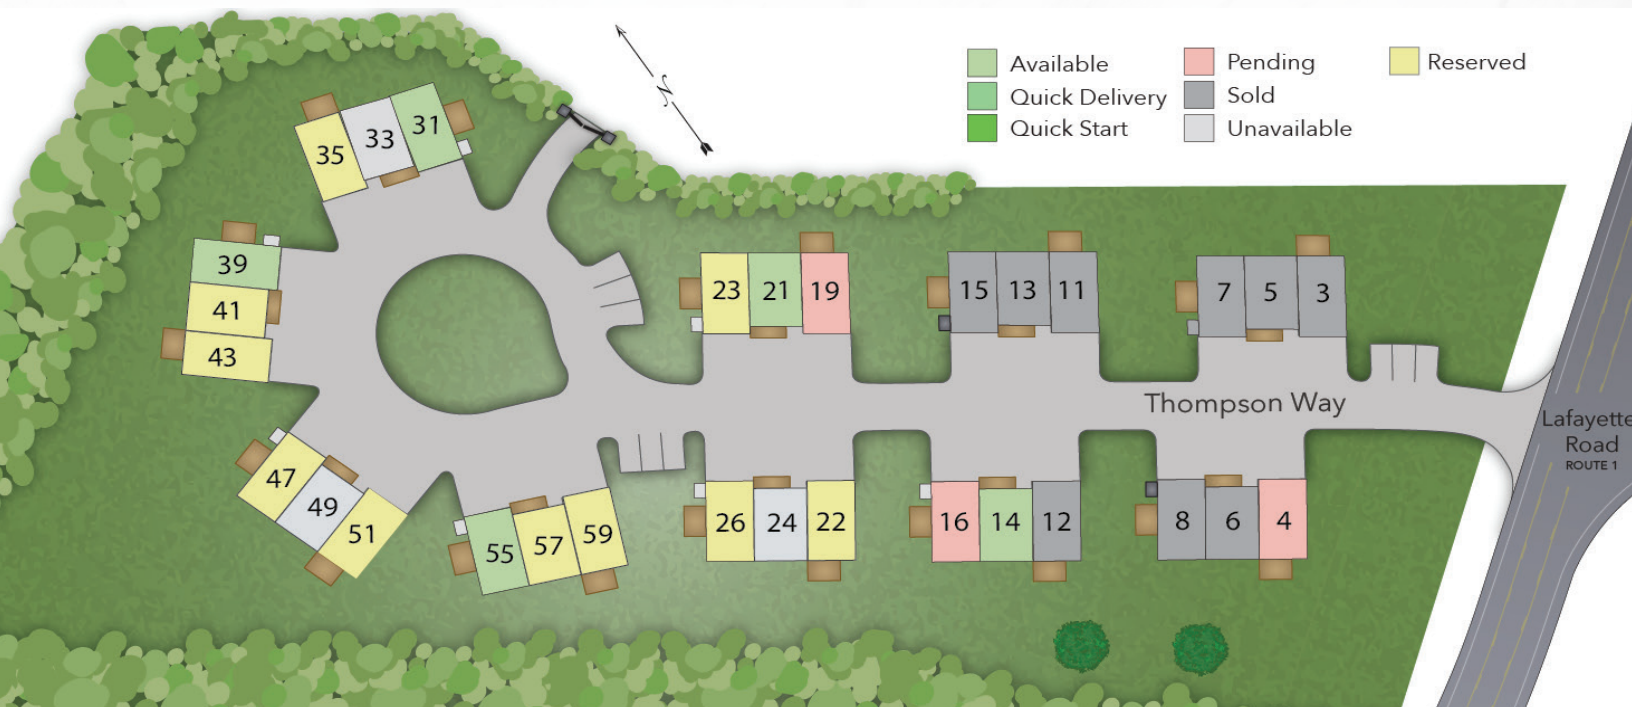 Available
Quick Delivery
Quick Start
Pending
Sold
Unavailable
Reserved
N
35 33 31
39
41
43
47
49
51
55 57 59
23 21 19
15 13 11
7 5 3
Thompson Way
Lafayette
Road
ROUTE 1
26 24 22
16 14 12
8 6 4